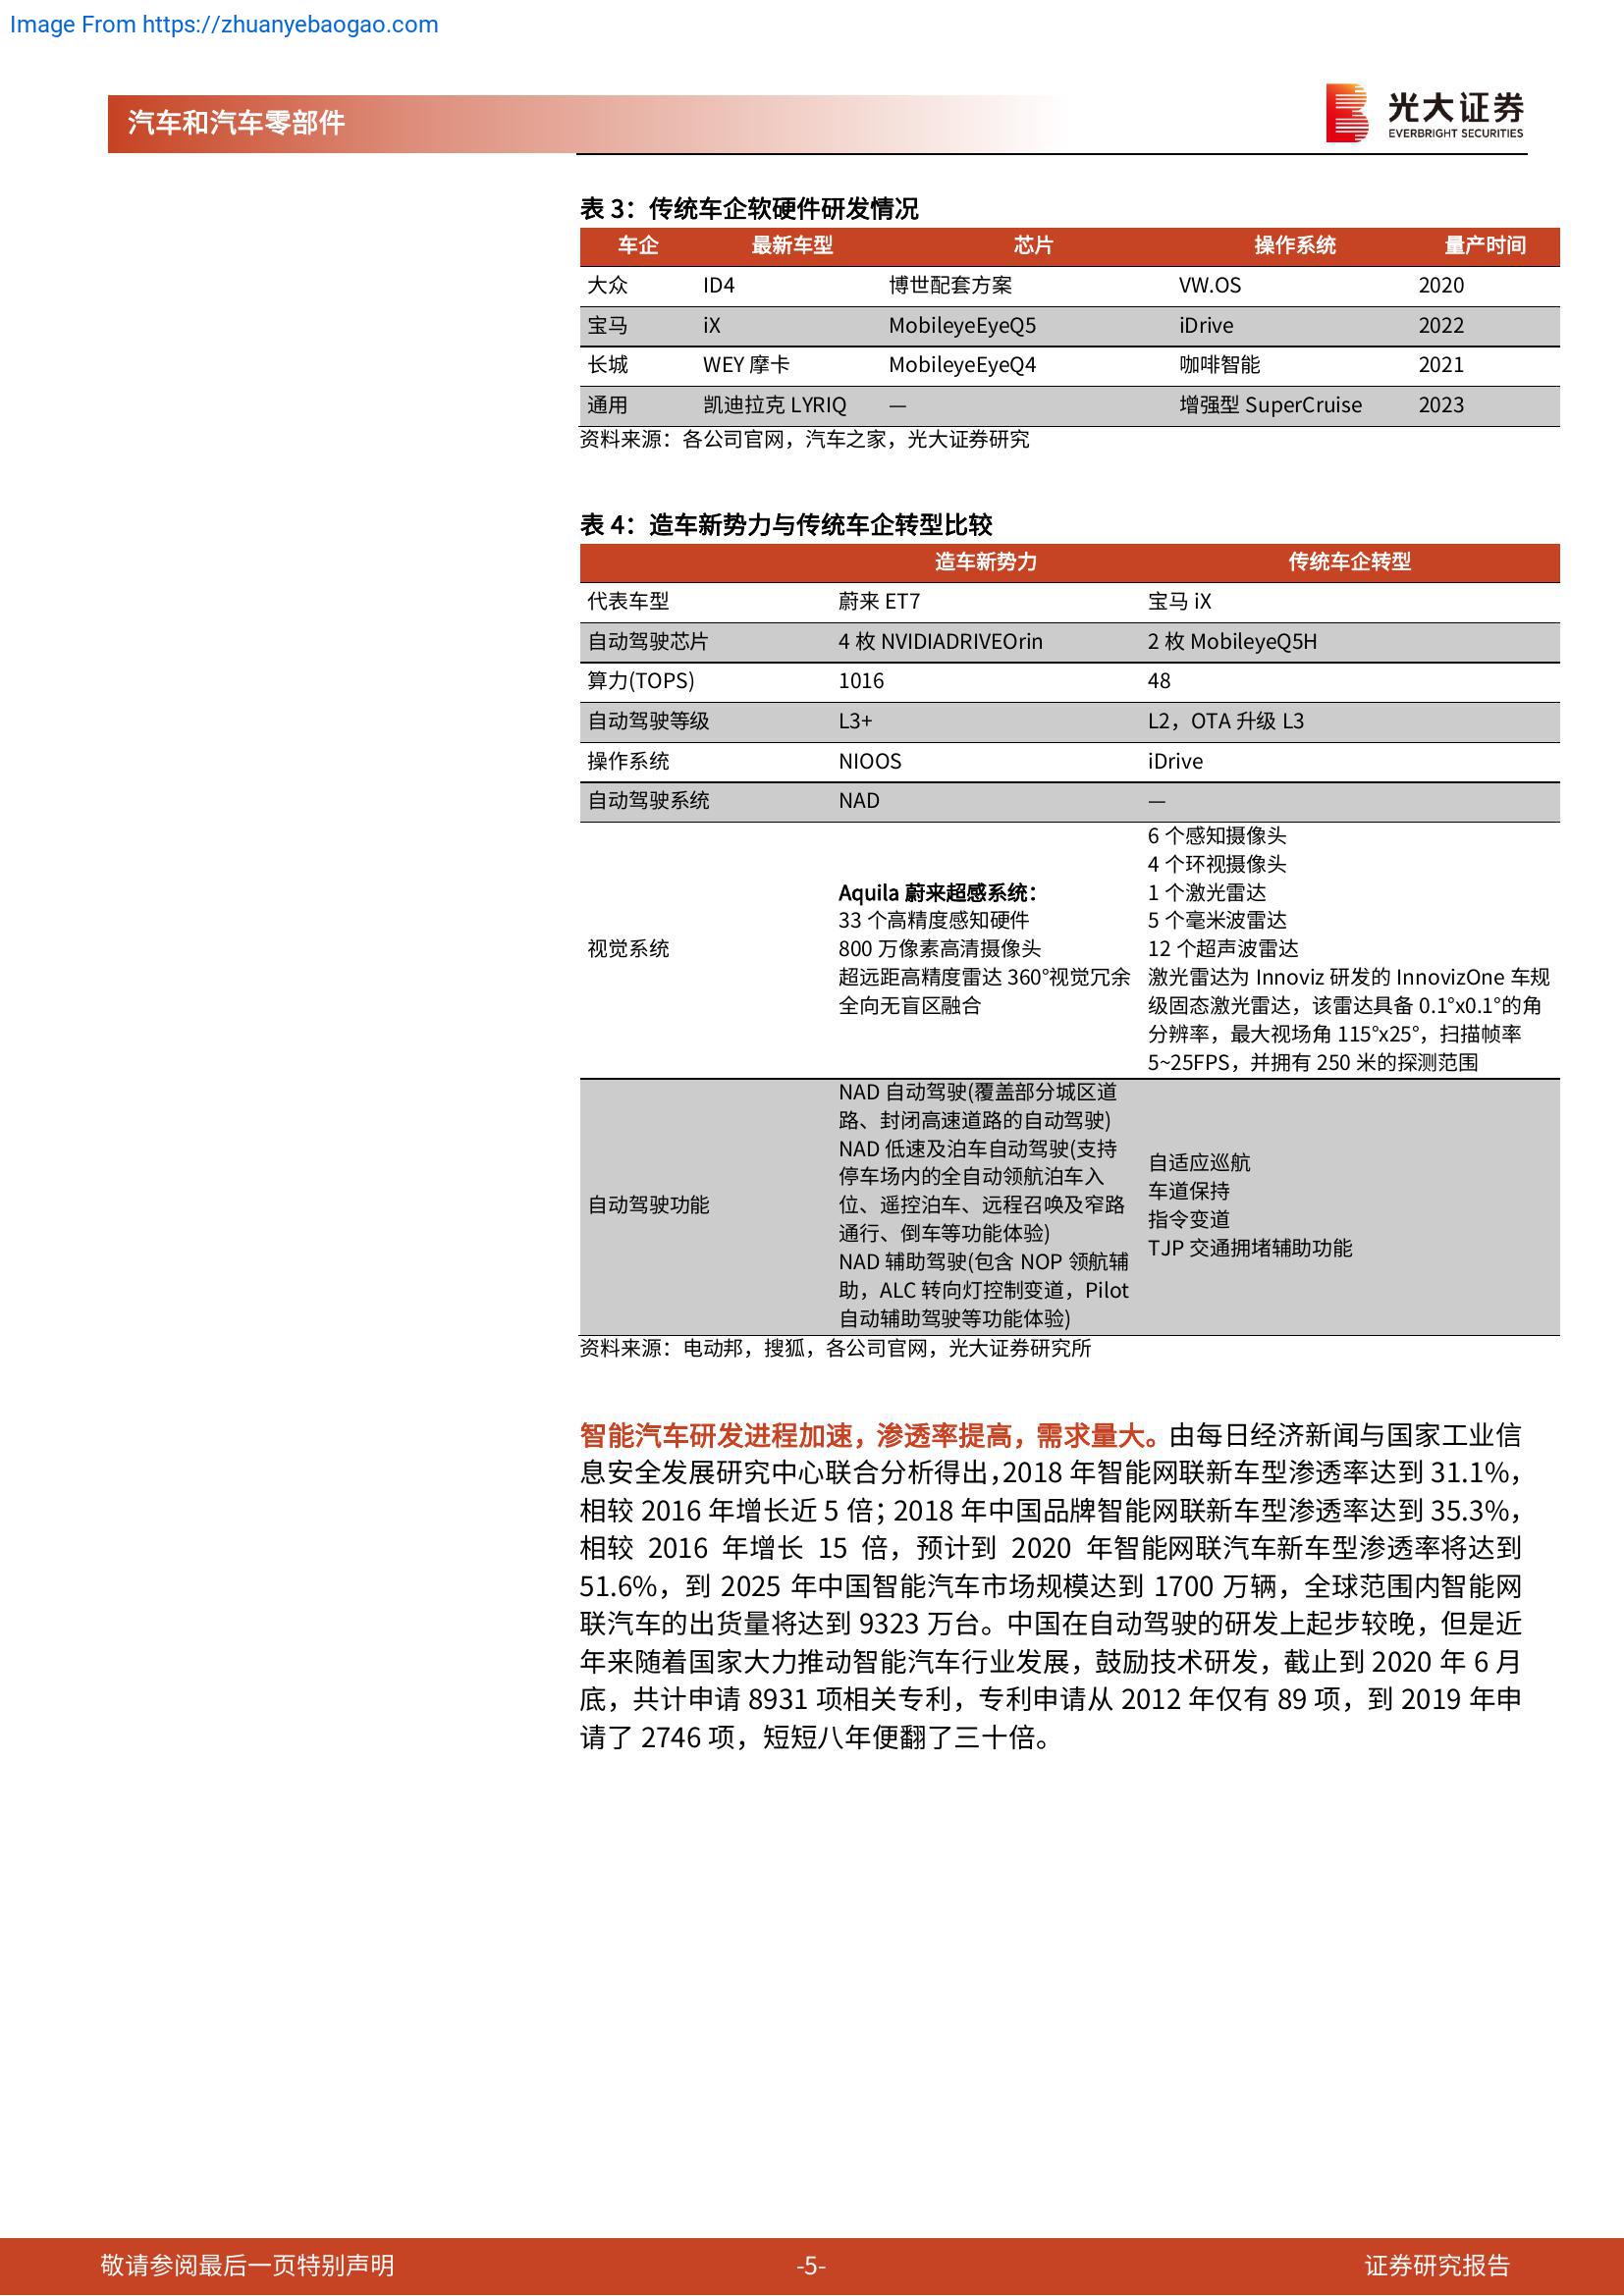 Image From https://zhuanyebaogao.com
汽车和汽车零部件
光大证券
EVERBRIGHT SECURITIES
表 3：传统车企软硬件研发情况
车企 最新车型 芯片 操作系统 量产时间
大众 ID4 博世配套方案 VW.OS 2020
宝马 iX MobileyeEyeQ5 iDrive 2022
长城 WEY 摩卡 MobileyeEyeQ4 咖啡智能 2021
通用 凯迪拉克 LYRIQ — 增强型 SuperCruise 2023
资料来源：各公司官网，汽车之家，光大证券研究
表 4：造车新势力与传统车企转型比较
造车新势力 传统车企转型
代表车型 蔚来 ET7 宝马 iX
自动驾驶芯片 4 枚 NVIDIADRIVEOrin 2 枚 MobileyeQ5H
算力(TOPS) 1016 48
自动驾驶等级 L3+ L2，OTA 升级 L3
操作系统 NIOOS iDrive
自动驾驶系统 NAD —
视觉系统
Aquila 蔚来超感系统：
33 个高精度感知硬件
800 万像素高清摄像头
超远距高精度雷达 360°视觉冗余
全向无盲区融合
6 个感知摄像头
4 个环视摄像头
1 个激光雷达
5 个毫米波雷达
12 个超声波雷达
激光雷达为 Innoviz 研发的 InnovizOne 车规
级固态激光雷达，该雷达具备 0.1°x0.1°的角
分辨率，最大视场角 115°x25°，扫描帧率
5~25FPS，并拥有 250 米的探测范围
自动驾驶功能
NAD 自动驾驶(覆盖部分城区道
路、封闭高速道路的自动驾驶)
NAD 低速及泊车自动驾驶(支持
停车场内的全自动领航泊车入
位、遥控泊车、远程召唤及窄路
通行、倒车等功能体验)
NAD 辅助驾驶(包含 NOP 领航辅
助，ALC 转向灯控制变道，Pilot
自动辅助驾驶等功能体验)
自适应巡航
车道保持
指令变道
TJP 交通拥堵辅助功能
资料来源：电动邦，搜狐，各公司官网，光大证券研究所
智能汽车研发进程加速，渗透率提高，需求量大。由每日经济新闻与国家工业信
息安全发展研究中心联合分析得出，2018 年智能网联新车型渗透率达到 31.1%，
相较 2016 年增长近 5 倍；2018 年中国品牌智能网联新车型渗透率达到 35.3%，
相较 2016 年增长 15 倍，预计到 2020 年智能网联汽车新车型渗透率将达到
51.6%，到 2025 年中国智能汽车市场规模达到 1700 万辆，全球范围内智能网
联汽车的出货量将达到 9323 万台。中国在自动驾驶的研发上起步较晚，但是近
年来随着国家大力推动智能汽车行业发展，鼓励技术研发，截止到 2020 年 6 月
底，共计申请 8931 项相关专利，专利申请从 2012 年仅有 89 项，到 2019 年申
请了 2746 项，短短八年便翻了三十倍。
敬请参阅最后一页特别声明 -5- 证券研究报告